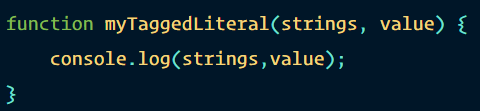 function myTaggedLiteral(strings, value) {
    console.log(strings,value);
}